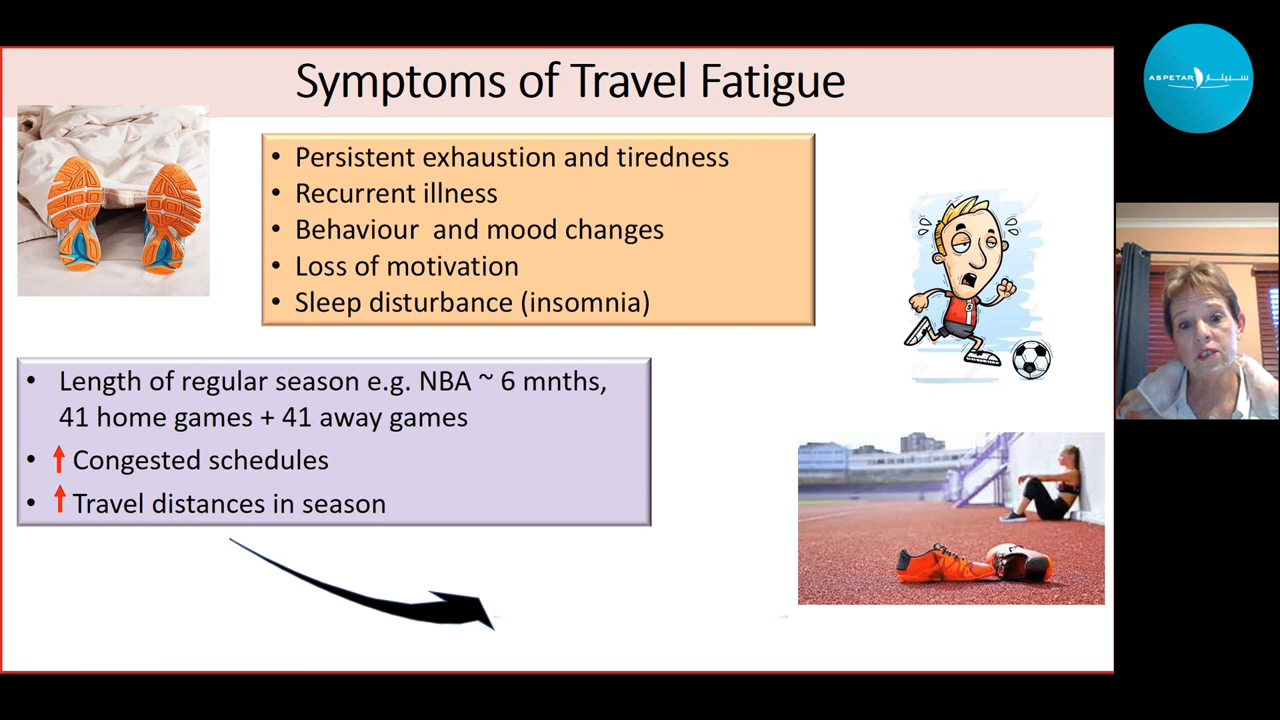 Symptoms of Travel Fatigue
• Persistent exhaustion and tiredness
• Recurrent illness
• Behaviour and mood changes
• Loss of motivation
• Sleep disturbance (insomnia)
• Length of regular season e.g. NBA ~ 6 mnths,
41 home games + 41 away games
• Congested schedules
• Travel distances in season
ASPETAR سبيتار
5